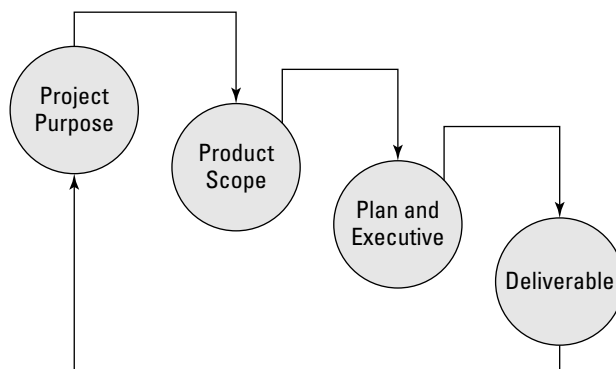 Project
Purpose
Product
Scope
Plan and
Executive
Deliverable